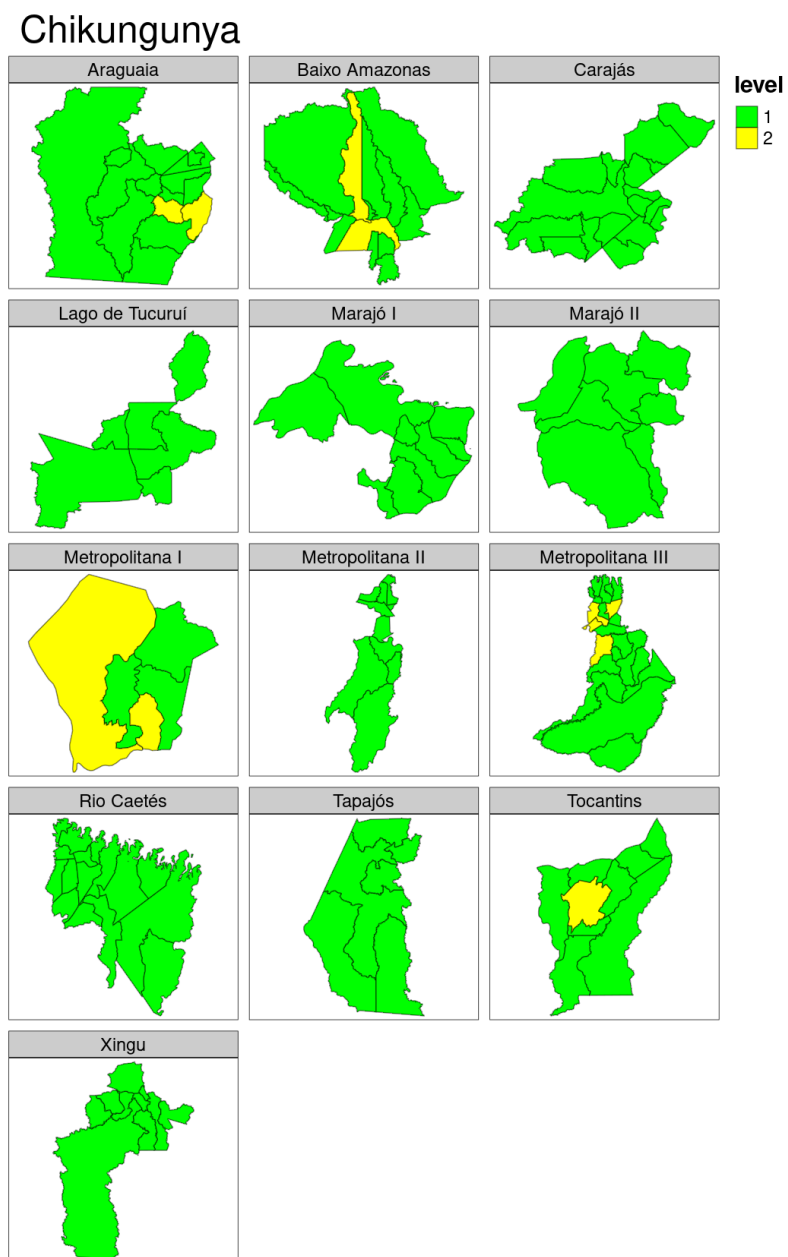 Chikungunya
Araguaia
Baixo Amazonas
Carajás
level
1
2
Lago de Tucuruí
Marajó I
Marajó II
Metropolitana I
Metropolitana II
Metropolitana III
Rio Caetés
Tapajós
Tocantins
Xingu